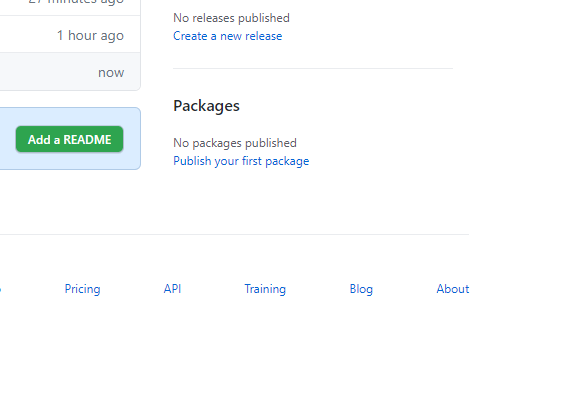 27 minutes ago
1 hour ago
now
Add a README
No releases published
Create a new release
Packages
No packages published
Publish your first package
Pricing API Training Blog About